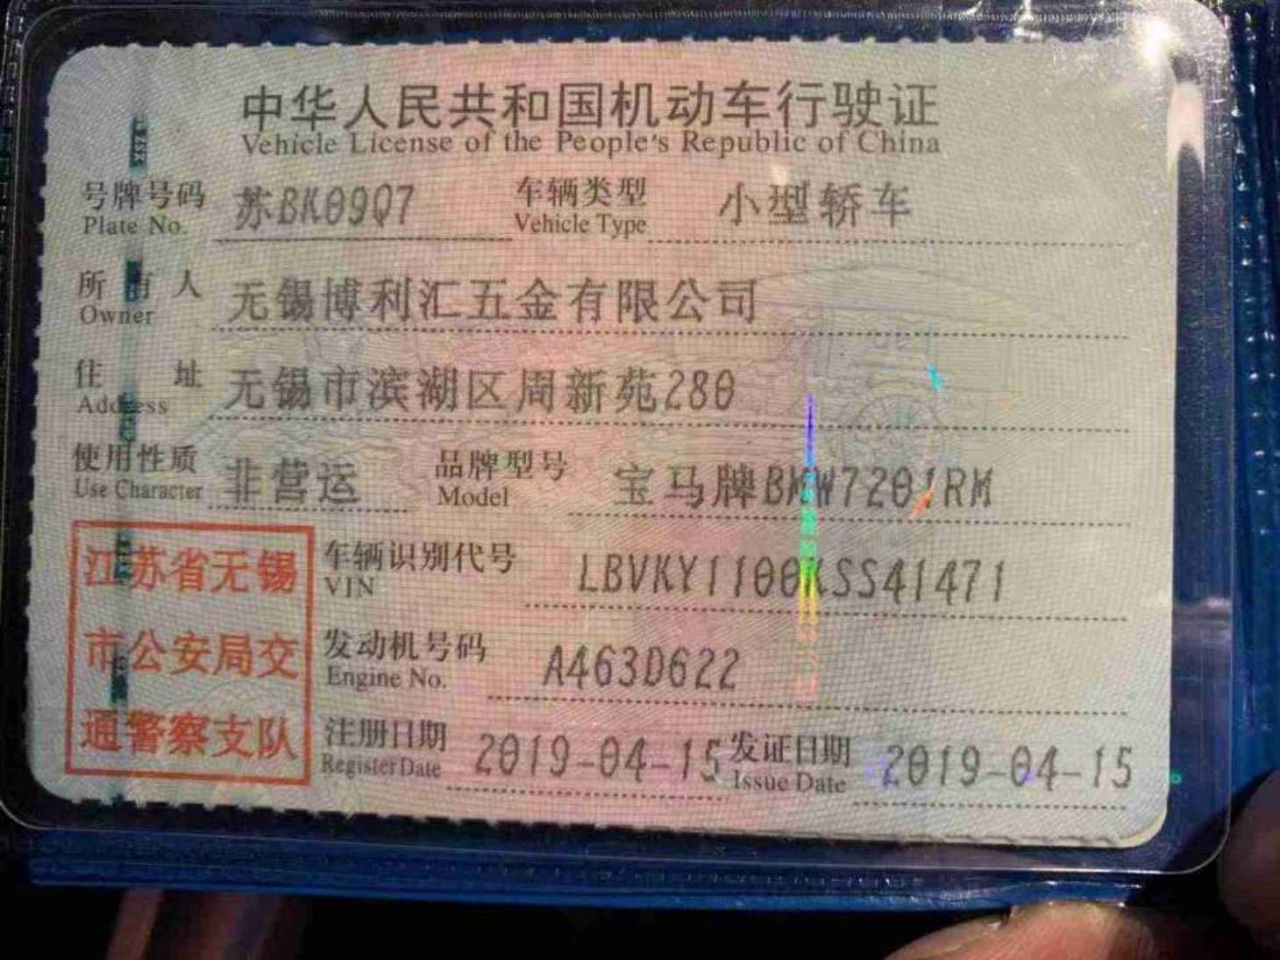 中华人民共和国机动车行驶证
Vehicle License of the People's Republic of China
号牌号码 苏BK09Q7 车辆类型 小型轿车
Plate No. Vehicle Type
所有人 无锡博利汇五金有限公司
Owner
住址 无锡市滨湖区周新苑280
Address
使用性质 非营运 品牌型号 宝马牌BMW7201RM
Use Character Model
江苏省无锡
市公安局交
通警察支队
车辆识别代号 LBVKY1100KSS41471
VIN
发动机号码 A463D622
Engine No.
注册日期 2019-04-15 发证日期 2019-04-15
Register Date Issue Date